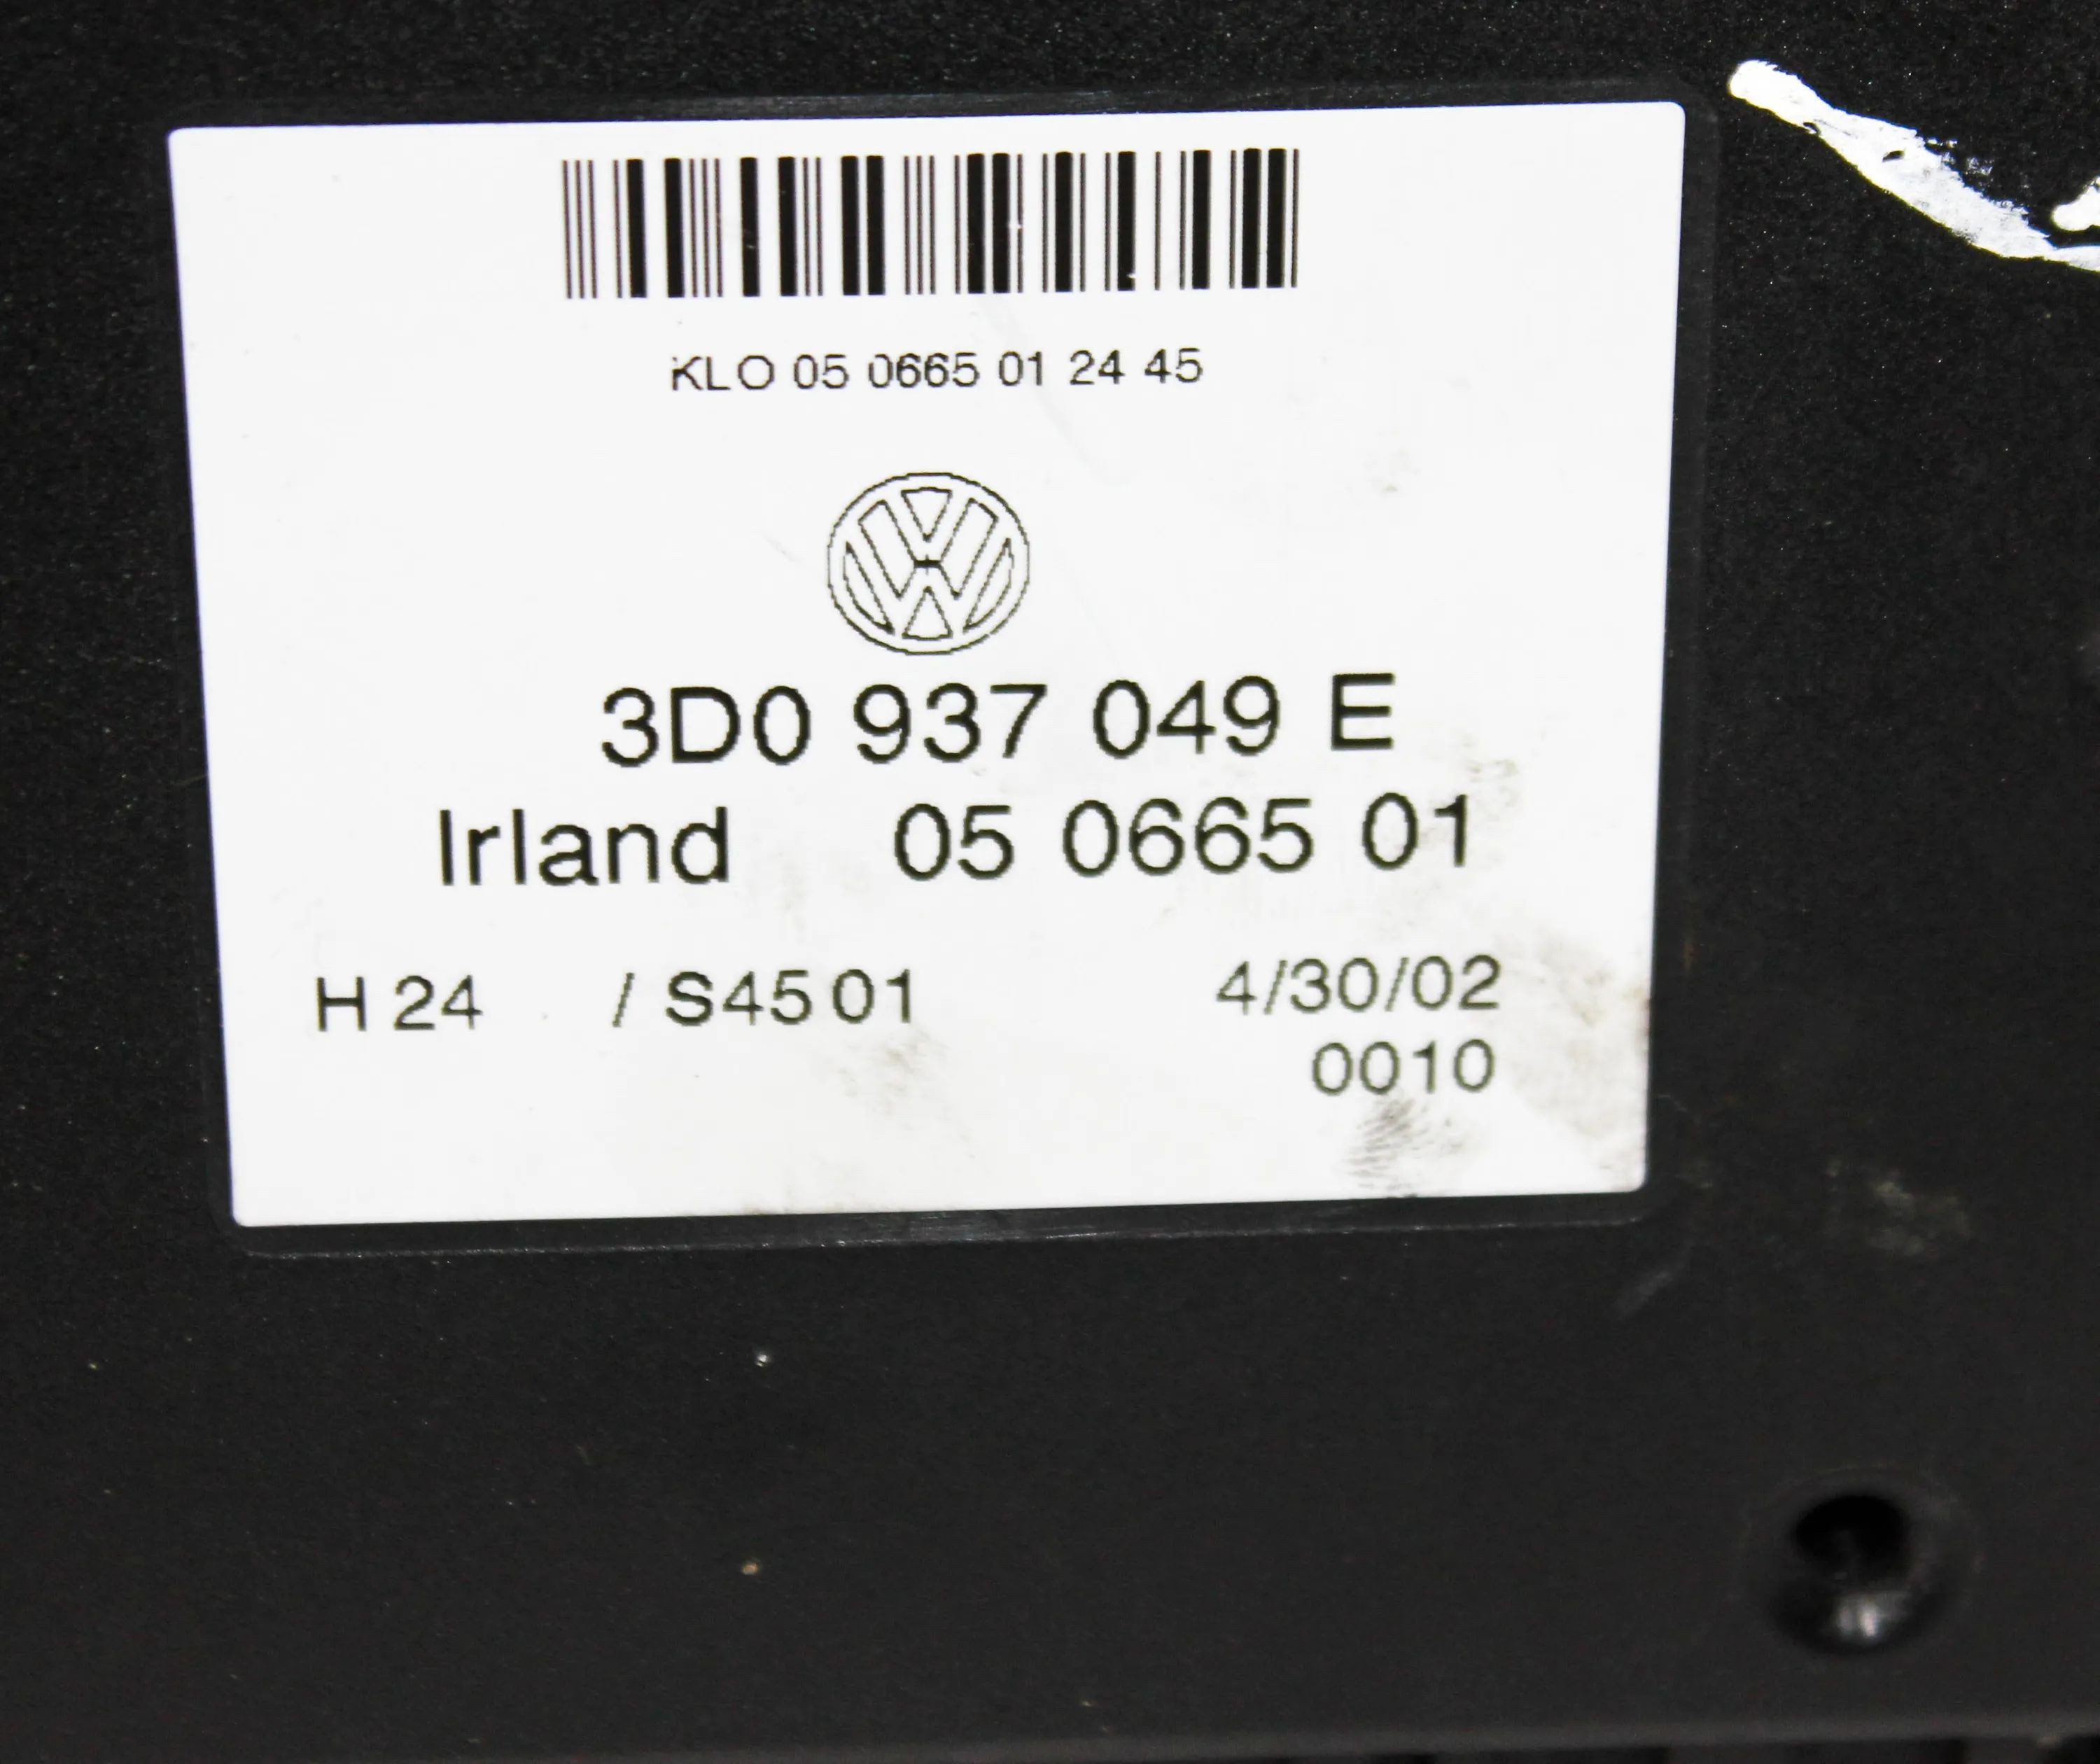 KLO 05 0665 01 24 45
3D0 937 049 E
Irland 05 0665 01
H 24 / S45 01 4/30/02
0010